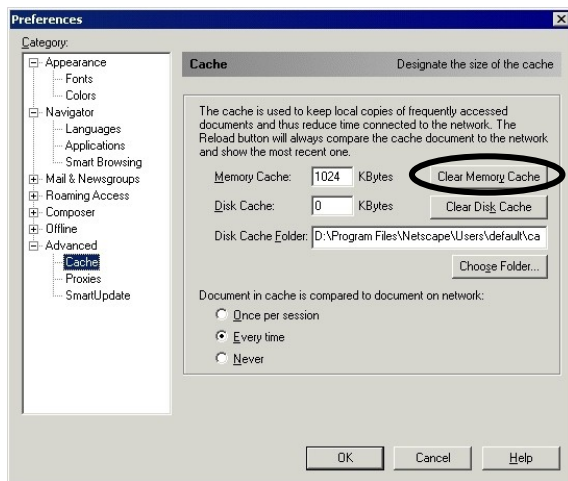 Preferences
Category:
Appearance
Fonts
Colors
Navigator
Languages
Applications
Smart Browsing
Mail & Newsgroups
Roaming Access
Composer
Offline
Advanced
Cache
Proxies
SmartUpdate
Cache Designate the size of the cache
The cache is used to keep local copies of frequently accessed
documents and thus reduce time connected to the network. The
Reload button will always compare the cache document to the network
and show the most recent one.
Memory Cache: 1024 KBytes Clear Memory Cache
Disk Cache: 0 KBytes Clear Disk Cache
Disk Cache Folder: D:\Program Files\Netscape\Users\default\ca
Choose Folder...
Document in cache is compared to document on network:
Once per session
Every time
Never
OK Cancel Help